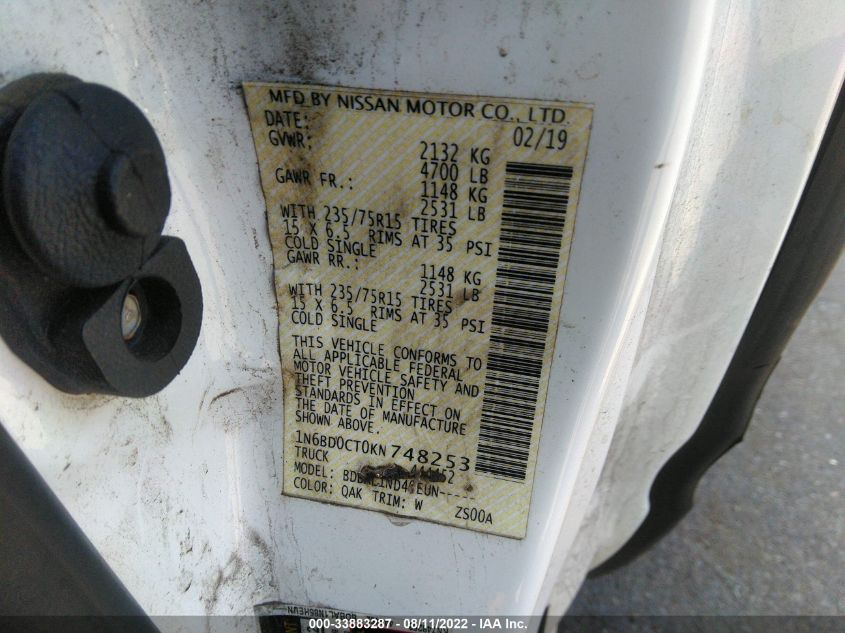 MFD BY NISSAN MOTOR CO., LTD.
DATE: 02/19
GVWR: 2132 KG
4700 LB
GAWR FR.: 1148 KG
2531 LB
WITH 235/75R15 TIRES
15 X 6.5 RIMS AT 35 PSI
COLD SINGLE
GAWR RR.: 1148 KG
2531 LB
WITH 235/75R15 TIRES
15 X 6.5 RIMS AT 35 PSI
COLD SINGLE
THIS VEHICLE CONFORMS TO
ALL APPLICABLE FEDERAL
MOTOR VEHICLE SAFETY AND
THEFT PREVENTION
STANDARDS IN EFFECT ON
THE DATE OF MANUFACTURE
SHOWN ABOVE.
1N6BD0CT0KN748253
TRUCK
MODEL:
COLOR: QAK TRIM: W ZS00A
000-33883287 - 08/11/2022 - © IAA Inc.